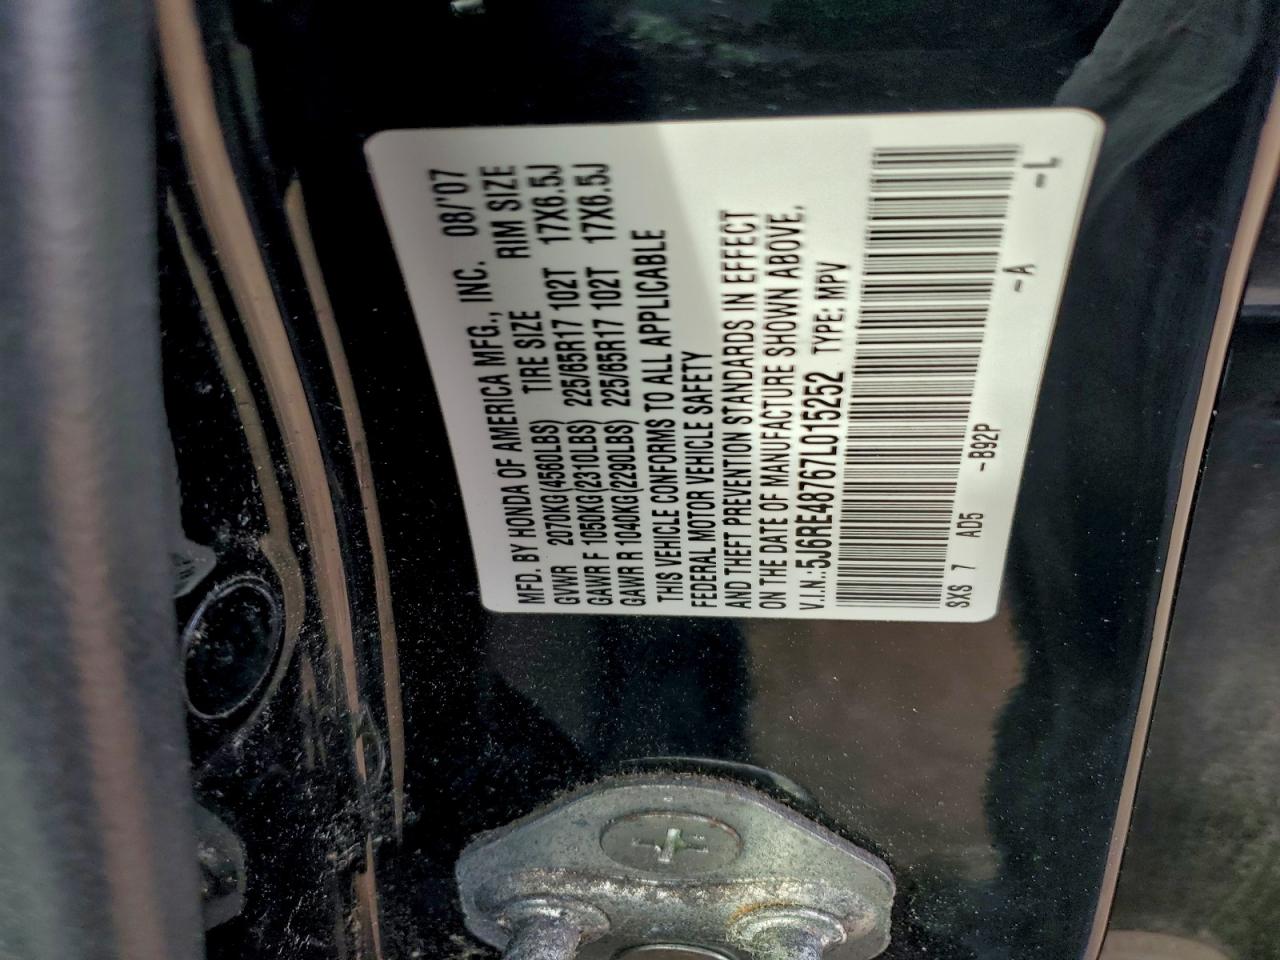 MFD. BY HONDA OF AMERICA MFG., INC. 08/'07
GVWR 2070KG(4560LBS) TIRE SIZE RIM SIZE
GAWR F 1050KG(2310LBS) 225/65R17 102T 17X6.5J
GAWR R 1040KG(2290LBS) 225/65R17 102T 17X6.5J
THIS VEHICLE CONFORMS TO ALL APPLICABLE
FEDERAL MOTOR VEHICLE SAFETY
AND THEFT PREVENTION STANDARDS IN EFFECT
ON THE DATE OF MANUFACTURE SHOWN ABOVE.
V.I.N.:5J6RE48767L015252 TYPE: MPV
SXS 7 AD5 -B92P -A -L